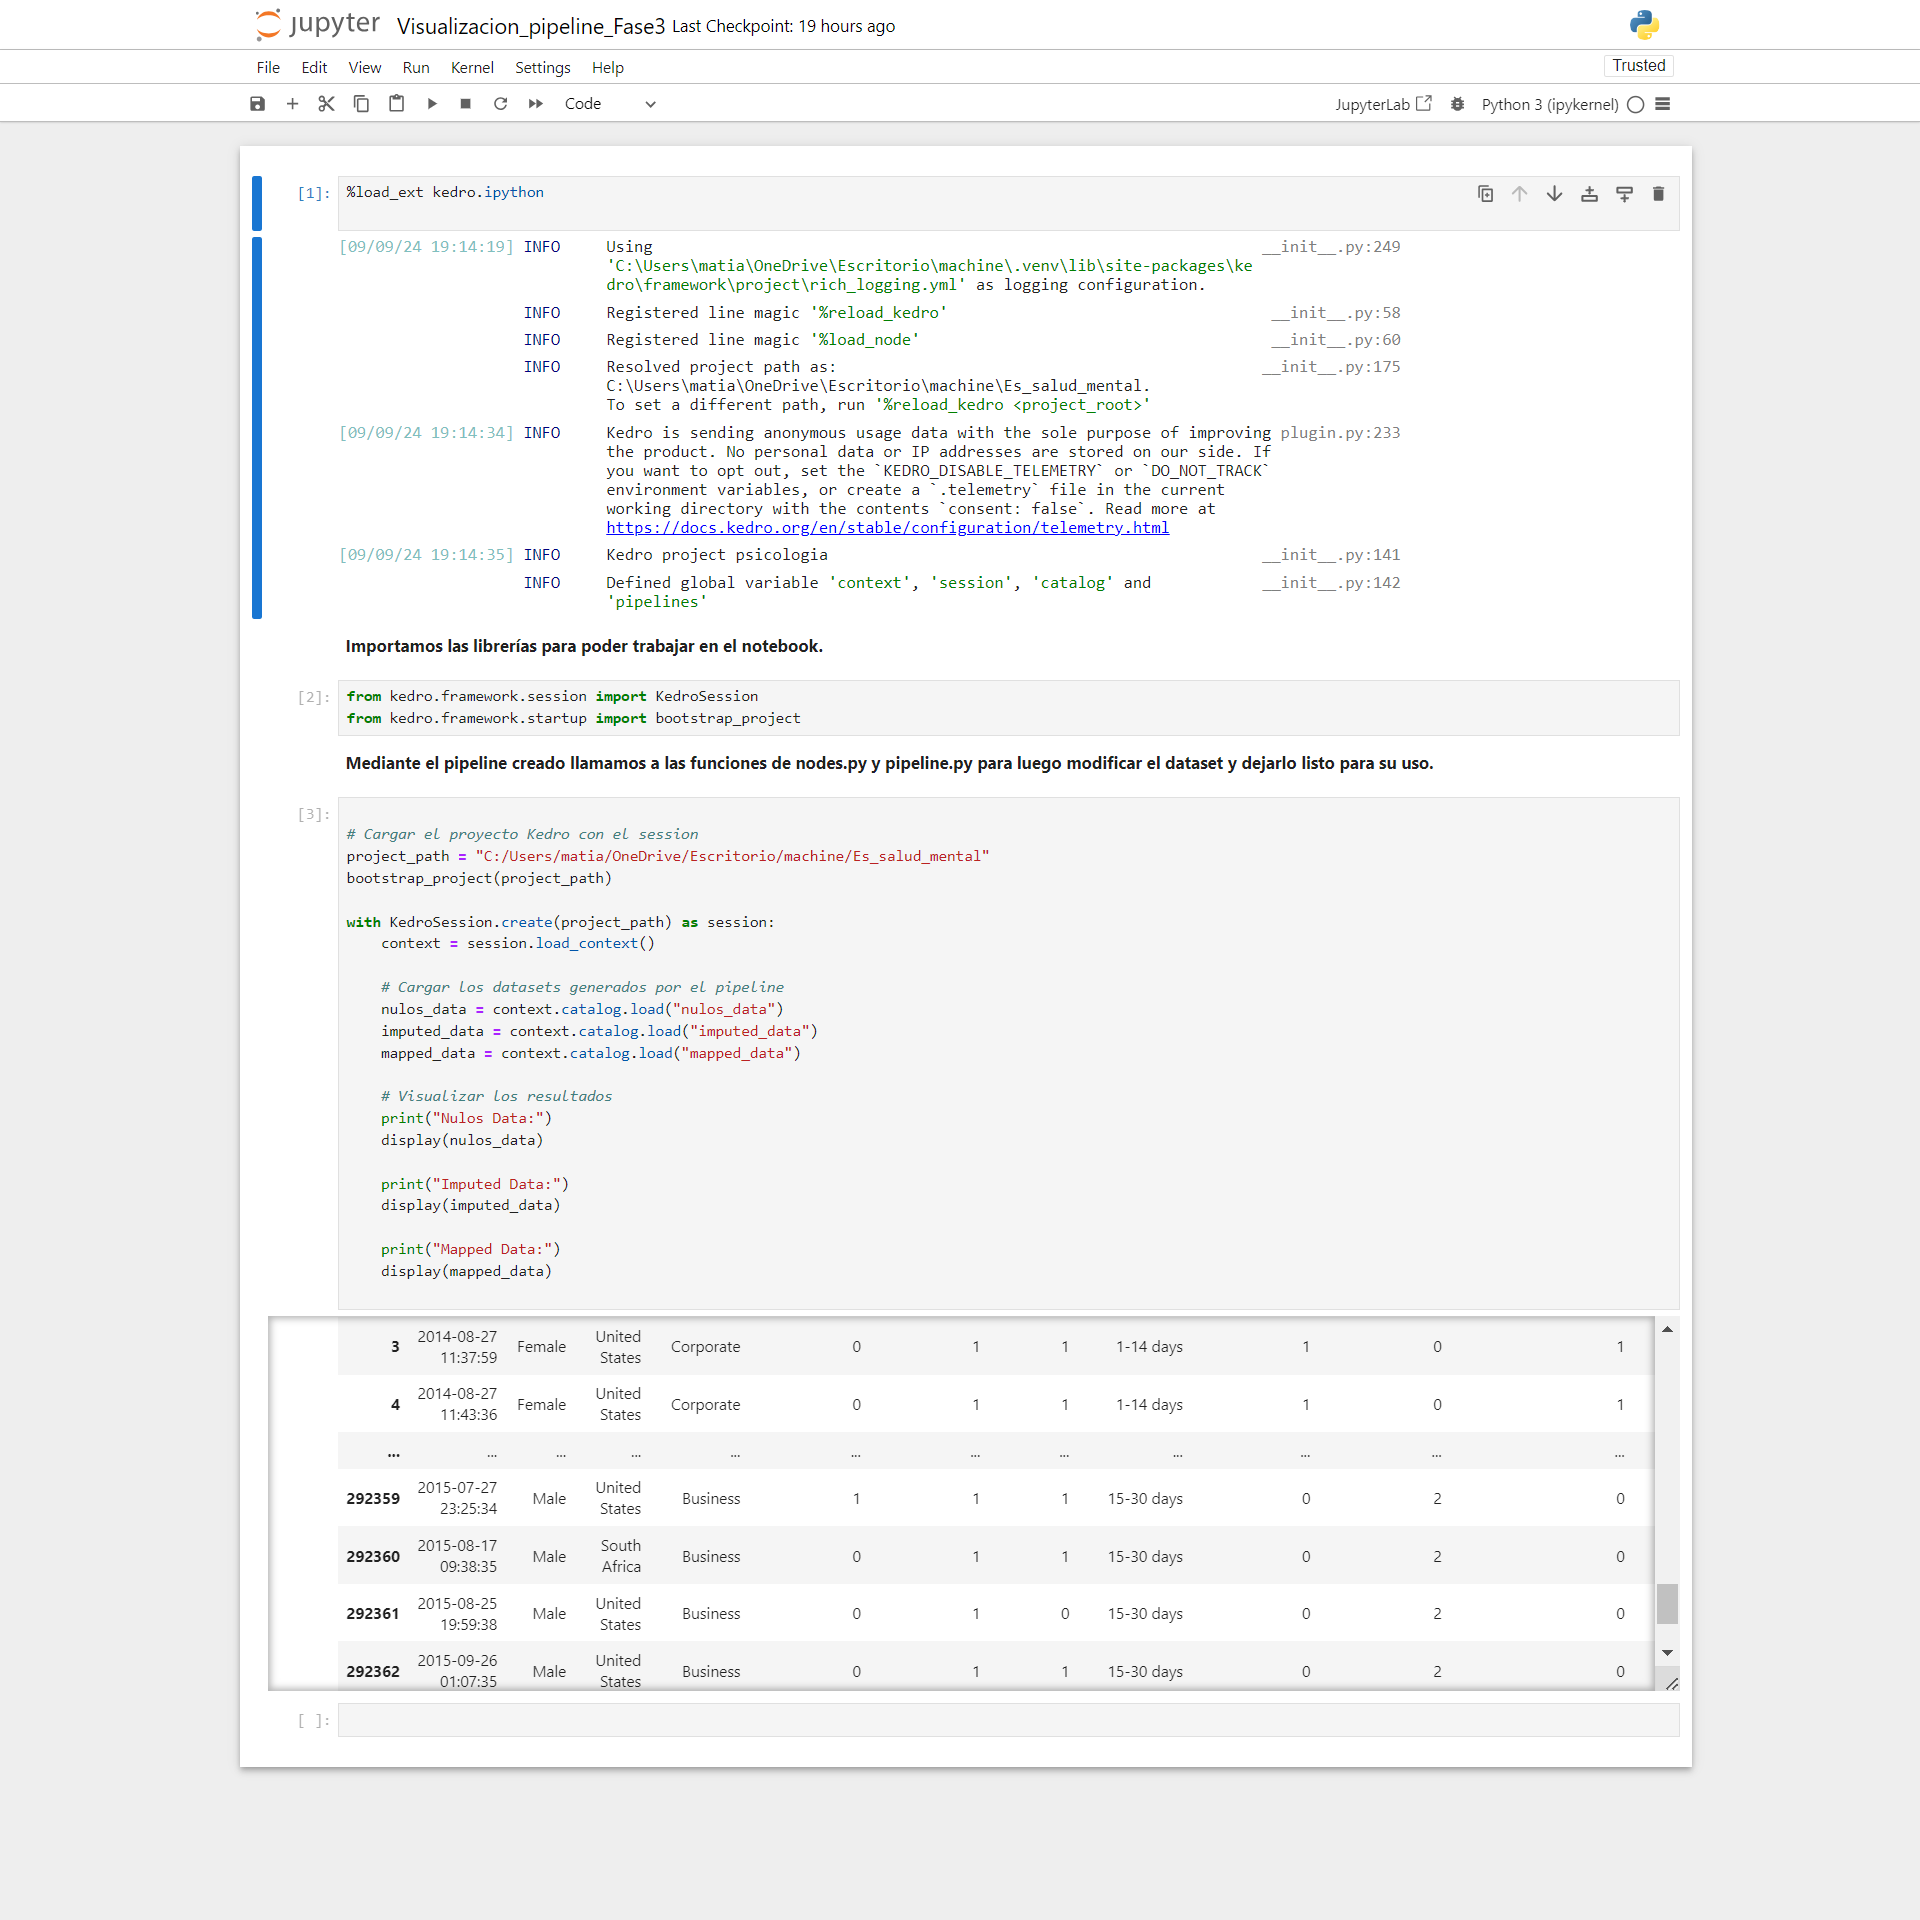 jupyter Visualizacion_pipeline_Fase3 Last Checkpoint: 19 hours ago
File Edit View Run Kernel Settings Help Trusted
Code JupyterLab Python 3 (ipykernel)
[1]: %load_ext kedro.ipython
[09/09/24 19:14:19] INFO Using __init__.py:249
'C:\Users\matia\OneDrive\Escritorio\machine\.venv\lib\site-packages\ke
dro\framework\project\rich_logging.yml' as logging configuration.
INFO Registered line magic '%reload_kedro' __init__.py:58
INFO Registered line magic '%load_node' __init__.py:60
INFO Resolved project path as: __init__.py:175
C:\Users\matia\OneDrive\Escritorio\machine\Es_salud_mental.
To set a different path, run '%reload_kedro <project_root>'
[09/09/24 19:14:34] INFO Kedro is sending anonymous usage data with the sole purpose of improving plugin.py:233
the product. No personal data or IP addresses are stored on our side. If
you want to opt out, set the `KEDRO_DISABLE_TELEMETRY` or `DO_NOT_TRACK`
environment variables, or create a `.telemetry` file in the current
working directory with the contents `consent: false`. Read more at
https://docs.kedro.org/en/stable/configuration/telemetry.html
[09/09/24 19:14:35] INFO Kedro project psicologia __init__.py:141
INFO Defined global variable 'context', 'session', 'catalog' and __init__.py:142
'pipelines'
Importamos las librerías para poder trabajar en el notebook.
[2]: from kedro.framework.session import KedroSession
from kedro.framework.startup import bootstrap_project
Mediante el pipeline creado llamamos a las funciones de nodes.py y pipeline.py para luego modificar el dataset y dejarlo listo para su uso.
[3]:
# Cargar el proyecto Kedro con el session
project_path = "C:/Users/matia/OneDrive/Escritorio/machine/Es_salud_mental"
bootstrap_project(project_path)
with KedroSession.create(project_path) as session:
context = session.load_context()
# Cargar los datasets generados por el pipeline
nulos_data = context.catalog.load("nulos_data")
imputed_data = context.catalog.load("imputed_data")
mapped_data = context.catalog.load("mapped_data")
# Visualizar los resultados
print("Nulos Data:")
display(nulos_data)
print("Imputed Data:")
display(imputed_data)
print("Mapped Data:")
display(mapped_data)
3 2014-08-27 11:37:59 Female United States Corporate 0 1 1 1-14 days 1 0 1
4 2014-08-27 11:43:36 Female United States Corporate 0 1 1 1-14 days 1 0 1
... ... ... ... ... ... ... ... ... ... ... ...
292359 2015-07-27 23:25:34 Male United States Business 1 1 1 15-30 days 0 2 0
292360 2015-08-17 09:38:35 Male South Africa Business 0 1 1 15-30 days 0 2 0
292361 2015-08-25 19:59:38 Male United States Business 0 1 0 15-30 days 0 2 0
292362 2015-09-26 01:07:35 Male United States Business 0 1 1 15-30 days 0 2 0
[ ]: